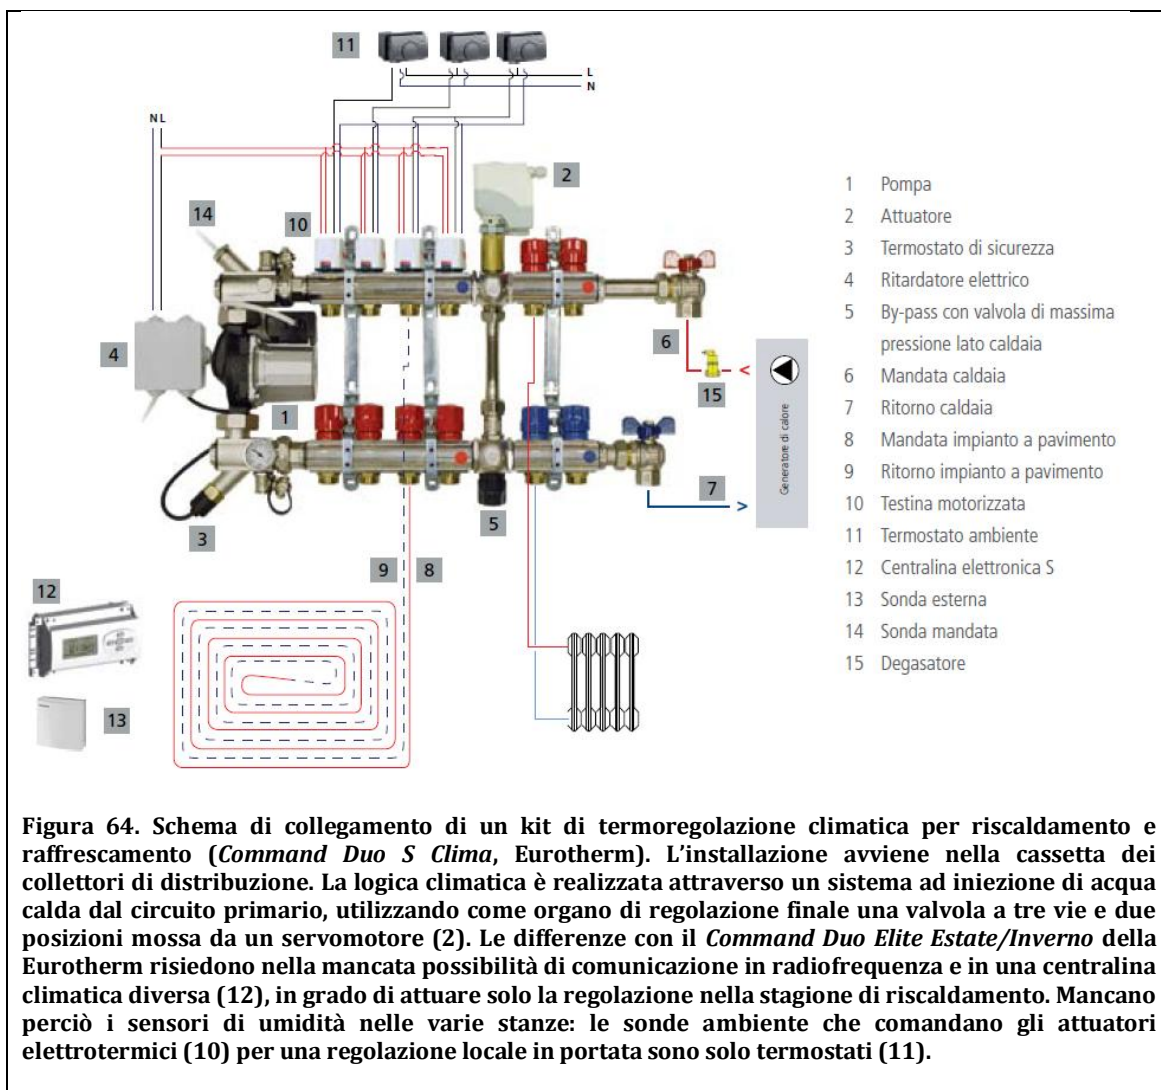 11
L
N
N L
2
14
10
4
6
15
Generatore di calore
1
7
5
3
9
8
12
13
1 Pompa
2 Attuatore
3 Termostato di sicurezza
4 Ritardatore elettrico
5 By-pass con valvola di massima
pressione lato caldaia
6 Mandata caldaia
7 Ritorno caldaia
8 Mandata impianto a pavimento
9 Ritorno impianto a pavimento
10 Testina motorizzata
11 Termostato ambiente
12 Centralina elettronica S
13 Sonda esterna
14 Sonda mandata
15 Degasatore
Figura 64. Schema di collegamento di un kit di termoregolazione climatica per riscaldamento e
raffrescamento (Command Duo S Clima, Eurotherm). L'installazione avviene nella cassetta dei
collettori di distribuzione. La logica climatica è realizzata attraverso un sistema ad iniezione di acqua
calda dal circuito primario, utilizzando come organo di regolazione finale una valvola a tre vie e due
posizioni mossa da un servomotore (2). Le differenze con il Command Duo Elite Estate/Inverno della
Eurotherm risiedono nella mancata possibilità di comunicazione in radiofrequenza e in una centralina
climatica diversa (12), in grado di attuare solo la regolazione nella stagione di riscaldamento. Mancano
perciò i sensori di umidità nelle varie stanze: le sonde ambiente che comandano gli attuatori
elettrotermici (10) per una regolazione locale in portata sono solo termostati (11).